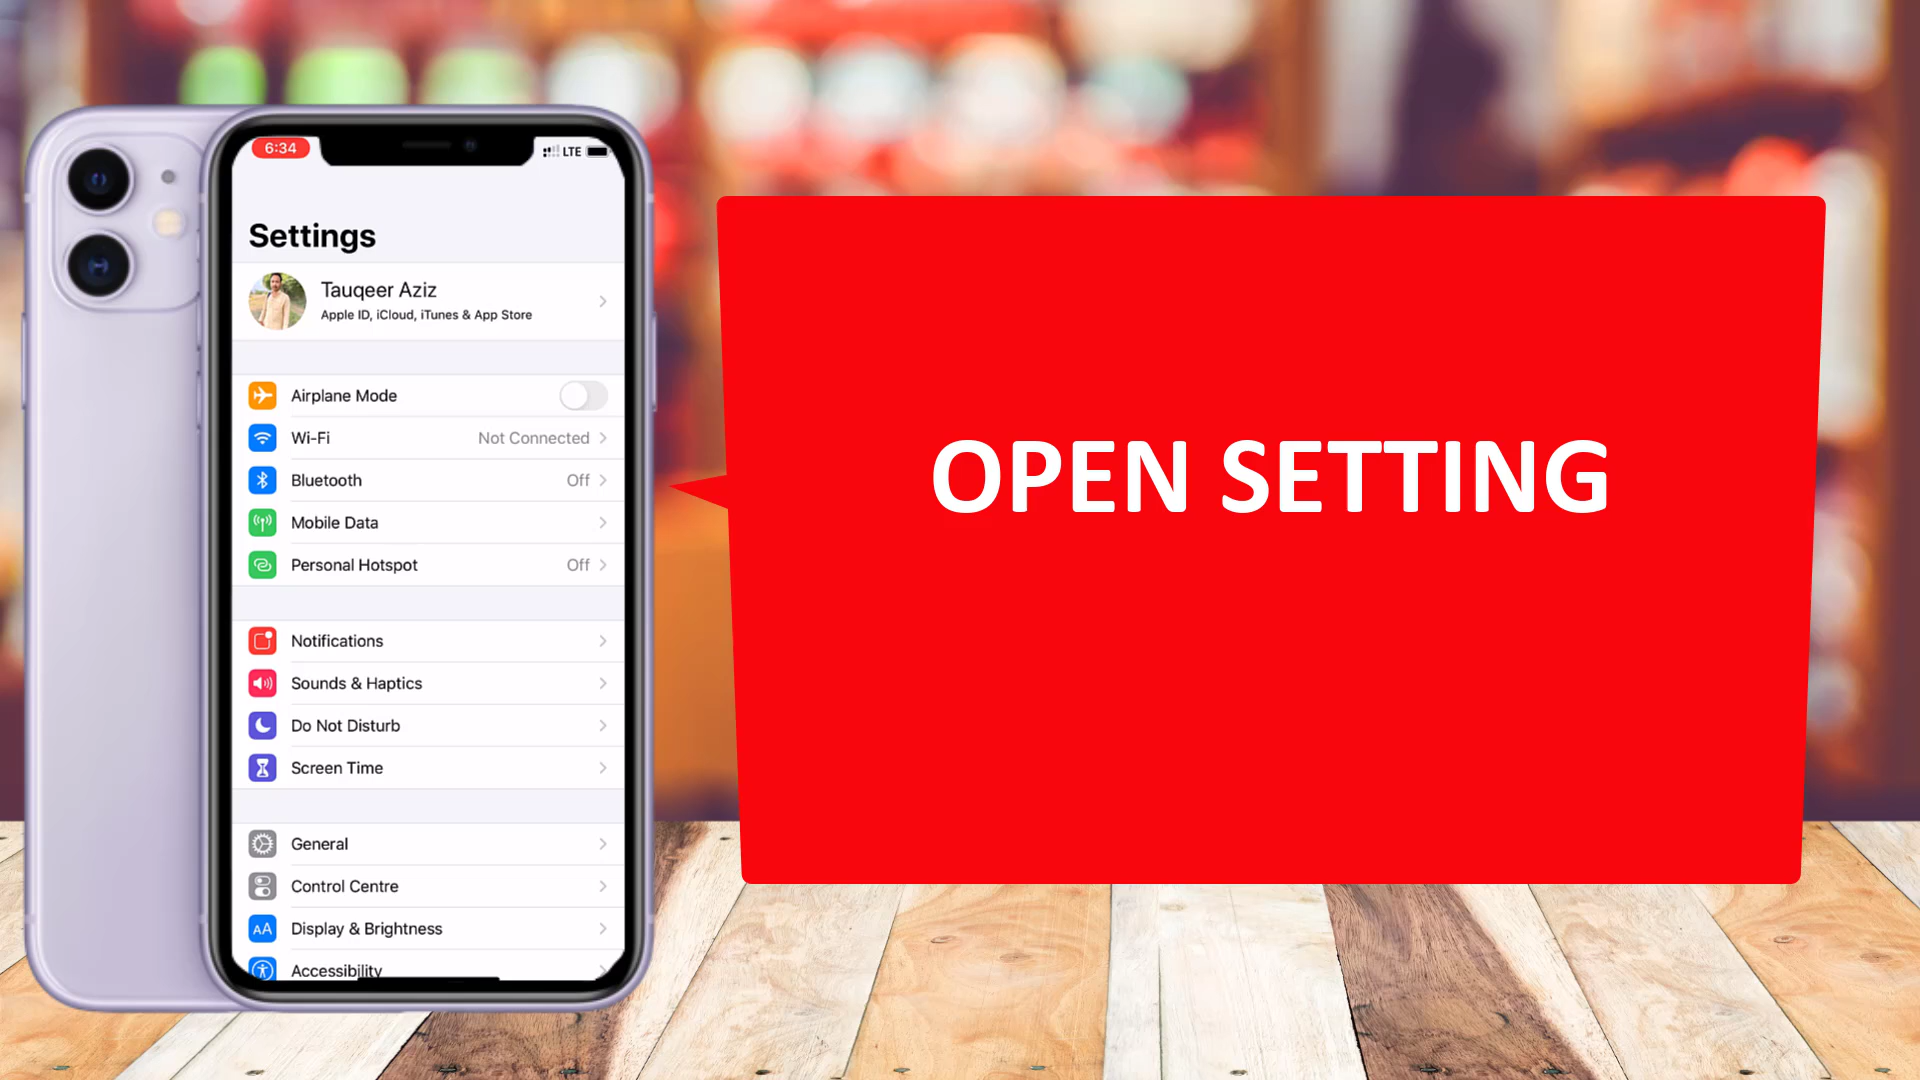 6:34
LTE
Settings
Tauqeer Aziz
Apple ID, iCloud, iTunes & App Store
Airplane Mode
Wi-Fi Not Connected
Bluetooth Off
Mobile Data
Personal Hotspot Off
Notifications
Sounds & Haptics
Do Not Disturb
Screen Time
General
Control Centre
AA Display & Brightness
Accessibility
OPEN SETTING